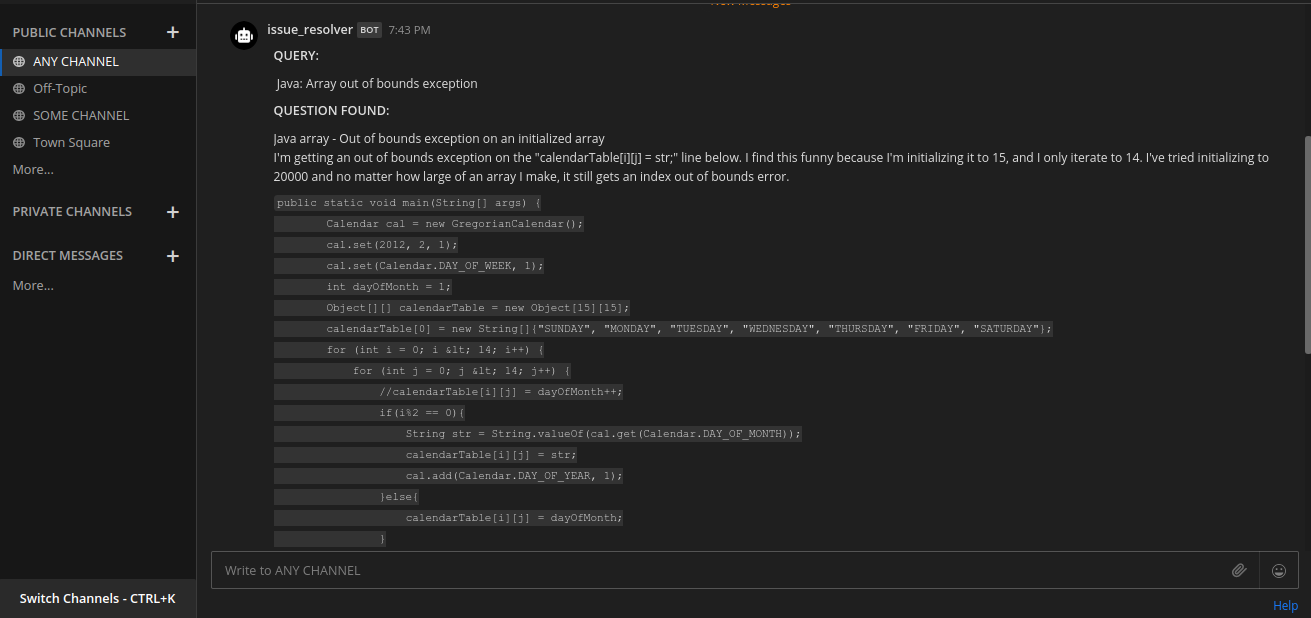 New Messages
PUBLIC CHANNELS +
ANY CHANNEL
Off-Topic
SOME CHANNEL
Town Square
More...
PRIVATE CHANNELS +
DIRECT MESSAGES +
More...
Switch Channels - CTRL+K
issue_resolver BOT 7:43 PM
QUERY:
Java: Array out of bounds exception
QUESTION FOUND:
Java array - Out of bounds exception on an initialized array
I'm getting an out of bounds exception on the "calendarTable[i][j] = str;" line below. I find this funny because I'm initializing it to 15, and I only iterate to 14. I've tried initializing to
20000 and no matter how large of an array I make, it still gets an index out of bounds error.
public static void main(String[] args) {
Calendar cal = new GregorianCalendar();
cal.set(2012, 2, 1);
cal.set(Calendar.DAY_OF_WEEK, 1);
int dayOfMonth = 1;
Object[][] calendarTable = new Object[15][15];
calendarTable[0] = new String[]{"SUNDAY", "MONDAY", "TUESDAY", "WEDNESDAY", "THURSDAY", "FRIDAY", "SATURDAY"};
for (int i = 0; i &lt; 14; i++) {
for (int j = 0; j &lt; 14; j++) {
//calendarTable[i][j] = dayOfMonth++;
if(i%2 == 0){
String str = String.valueOf(cal.get(Calendar.DAY_OF_MONTH));
calendarTable[i][j] = str;
cal.add(Calendar.DAY_OF_YEAR, 1);
}else{
calendarTable[i][j] = dayOfMonth;
}
Write to ANY CHANNEL
Help